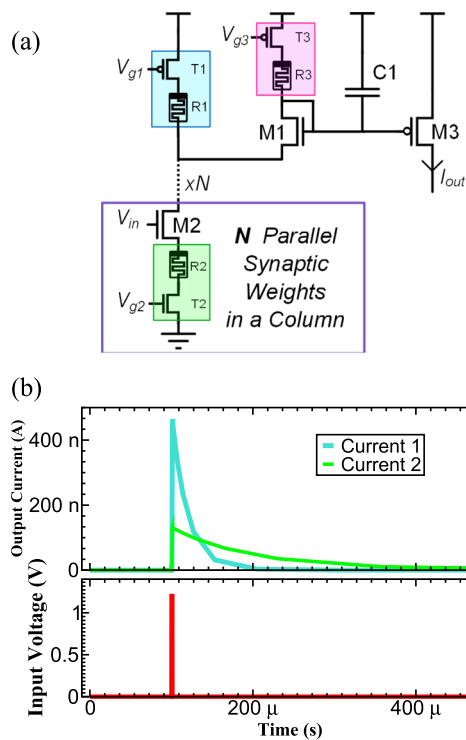 (a)
Vg1
T1
R1
Vg3
T3
R3
C1
M1
M3
Iout
xN
Vin
M2
R2
Vg2
T2
N Parallel
Synaptic
Weights
in a Column
(b)
Output Current (A)
400 n
200 n
0
Current 1
Current 2
Input Voltage (V)
1
0.5
0
0
200 μ
400 μ
Time (s)